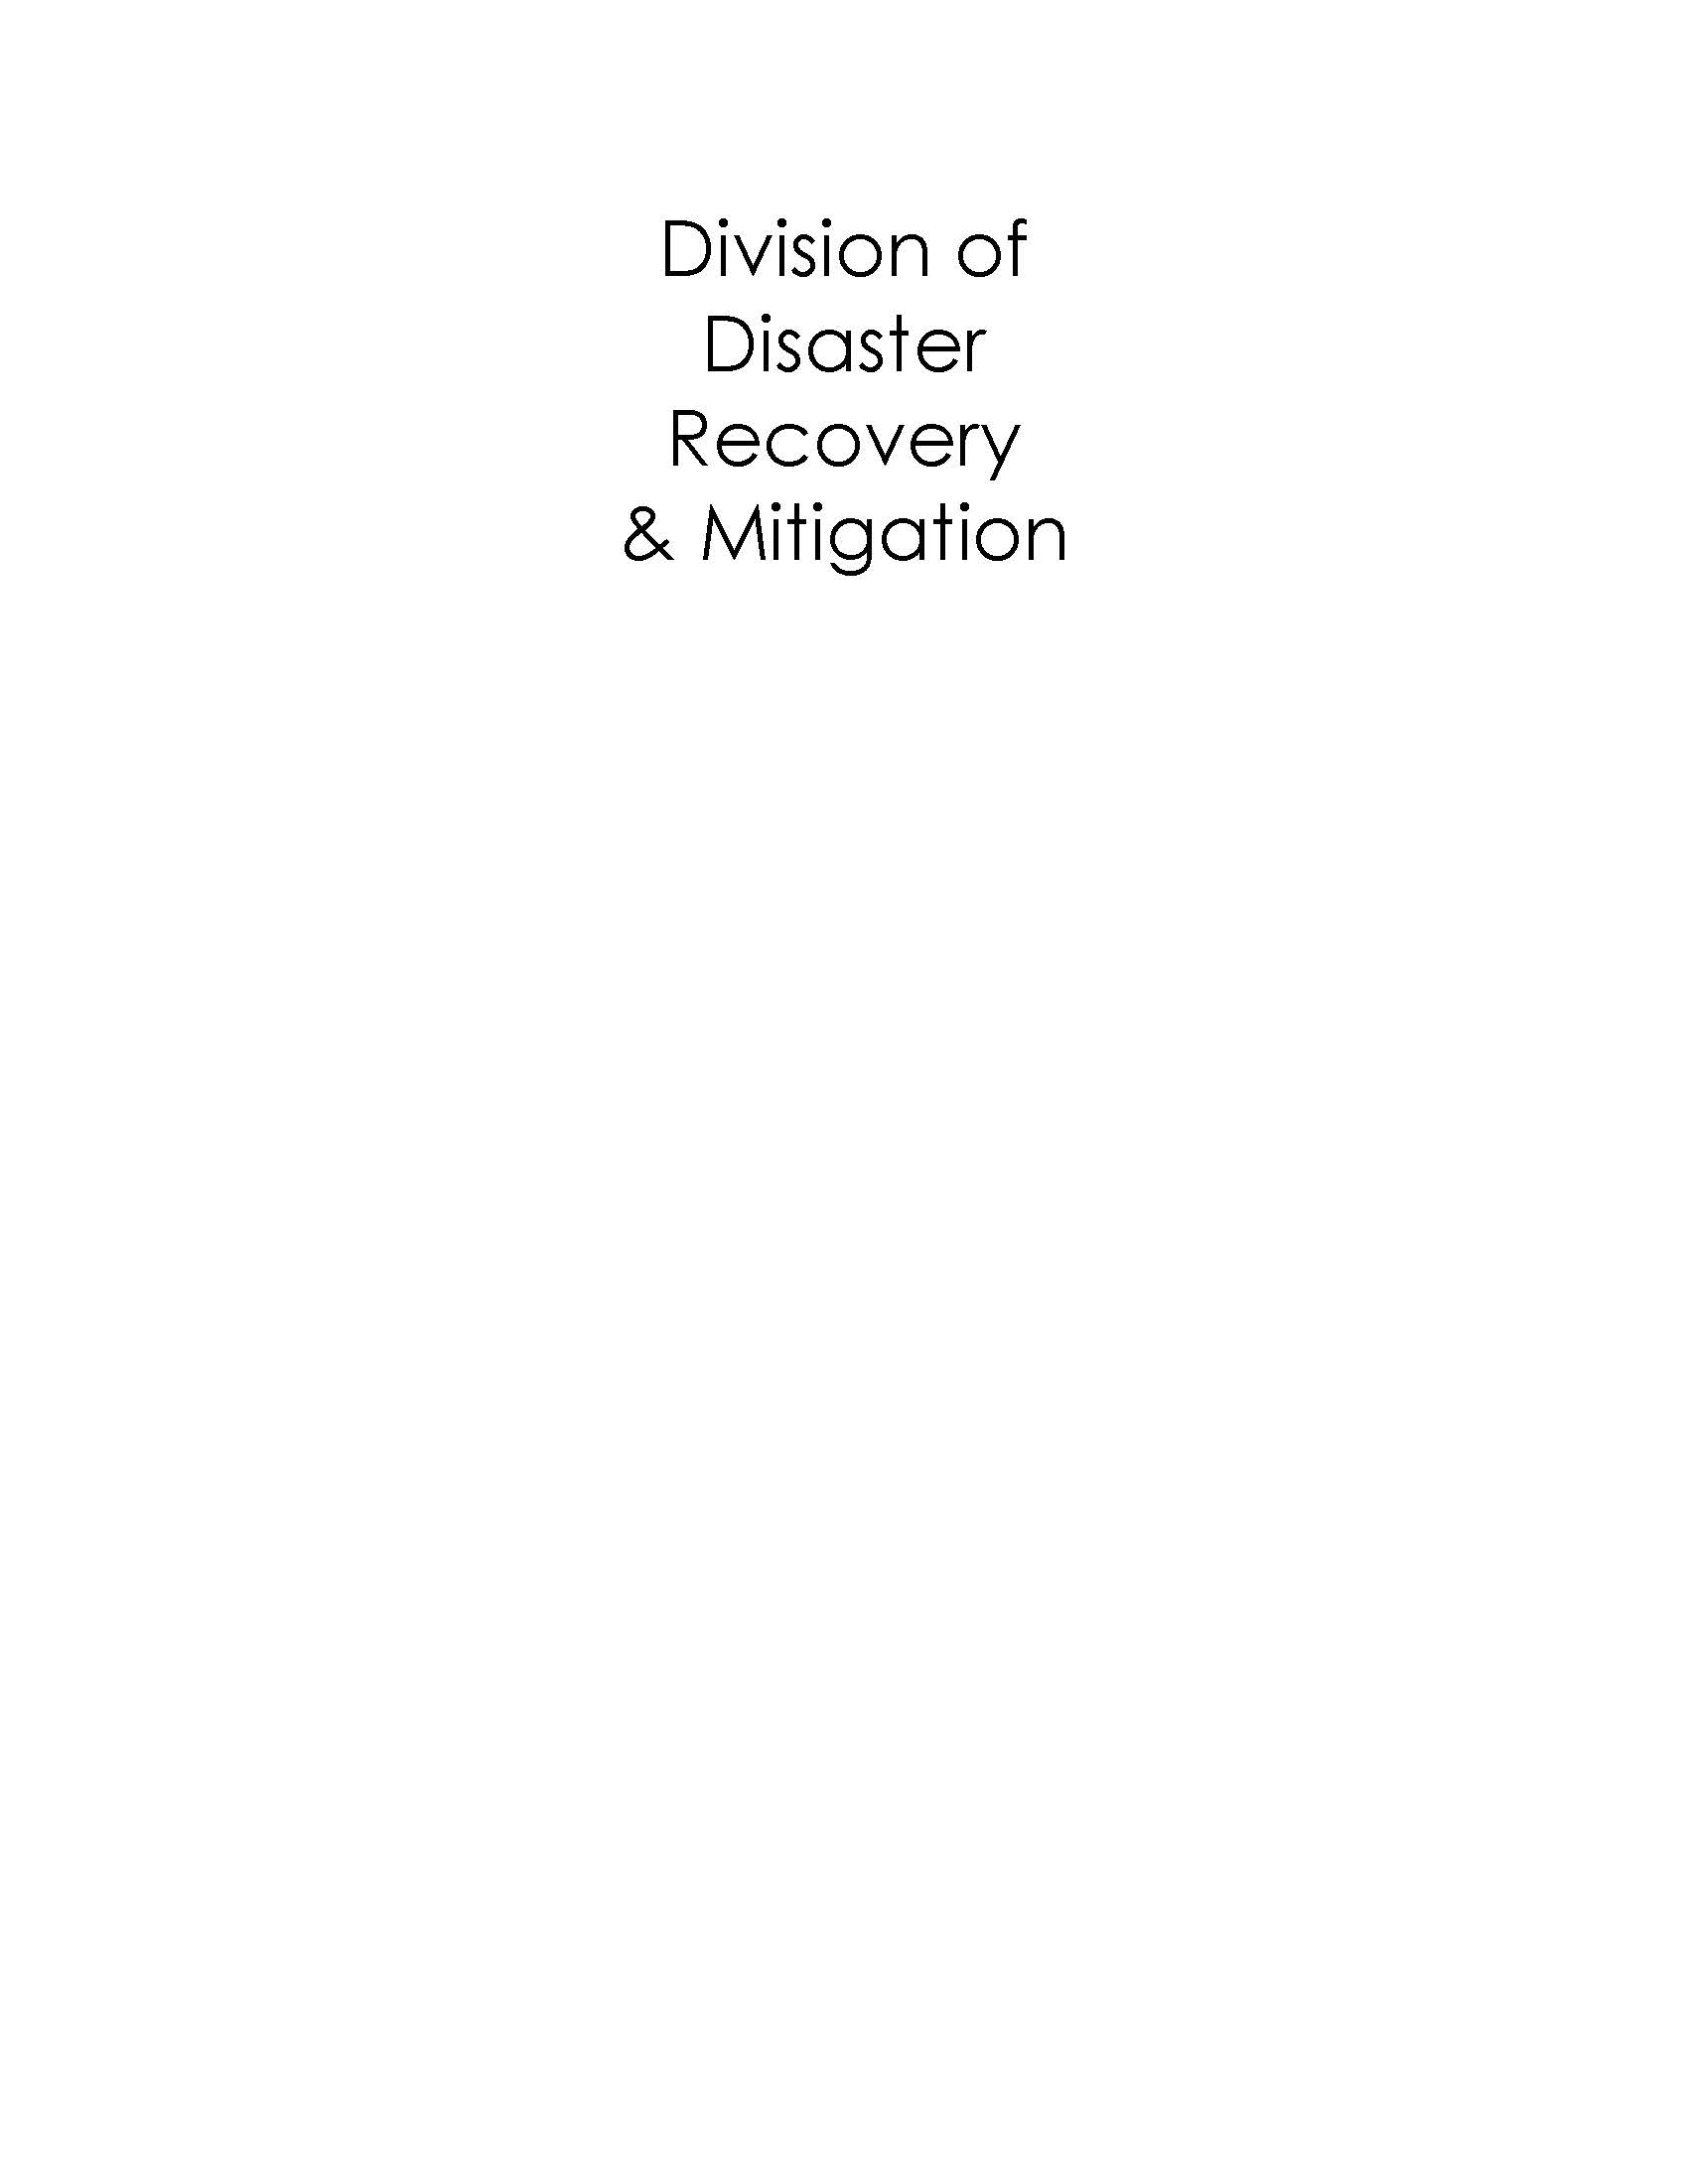 Division of
Disaster
Recovery
& Mitigation